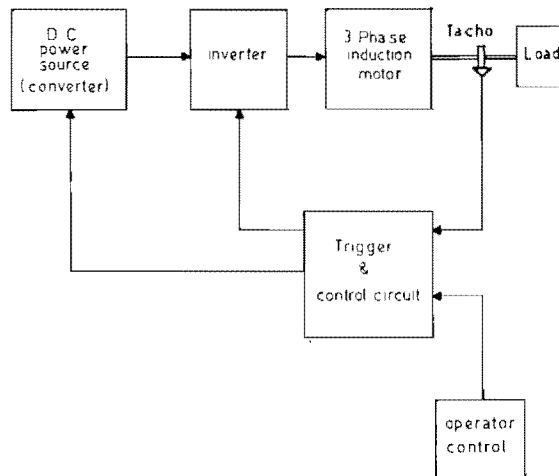 D C
power
source
(converter)
inverter
3 Phase
induction
motor
Tacho
Load
Trigger
&
control circuit
operator
control